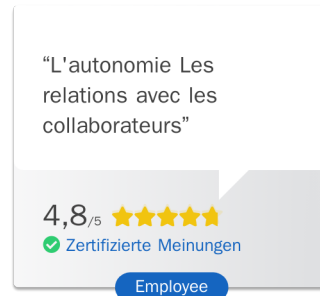 “L'autonomie Les
relations avec les
collaborateurs”
4,8/5
Zertifizierte Meinungen
Employee